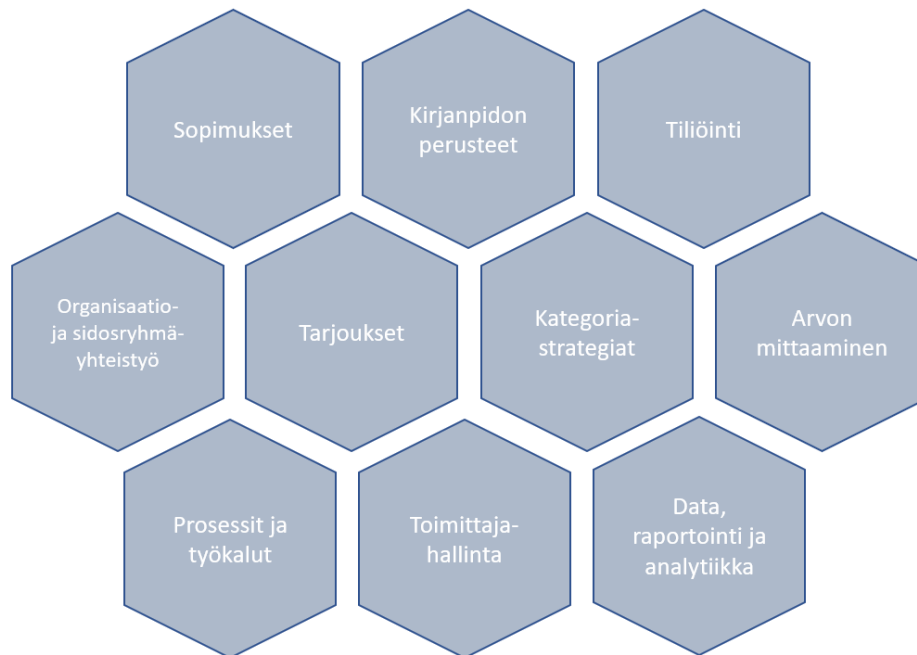 Sopimukset
Kirjanpidon
perusteet
Tiliöinti
Organisaatio-
ja sidosryhmä-
yhteistyö
Tarjoukset
Kategoria-
strategiat
Arvon
mittaaminen
Prosessit ja
työkalut
Toimittaja-
hallinta
Data,
raportointi ja
analytiikka